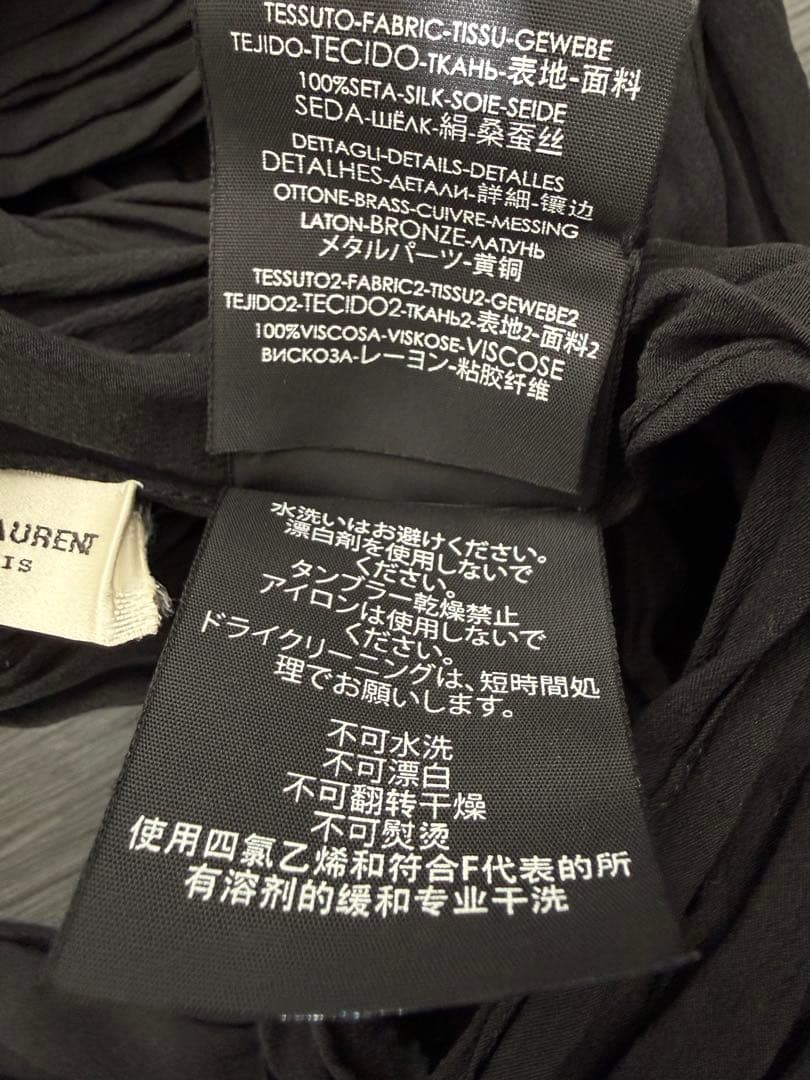 TESSUTO-FABRIC-TISSU-GEWEBE
TEJIDO-TECIDO-ТКАНЬ-表地-面料
100%SETA-SILK-SOIE-SEIDE
SEDA-ШЁЛК-絹-桑蚕丝
DETTAGLI-DETAILS-DETALLES
DETALHES-ДЕТАЛИ-詳細-镶边
OTTONE-BRASS-CUIVRE-MESSING
LATON-BRONZE-ЛАТУНЬ
メタルパーツ-黄铜
TESSUTO2-FABRIC2-TISSU2-GEWEBE2
TEJIDO2-TECIDO2-ТКАНЬ2-表地2-面料2
100%VISCOSA-VISKOSE-VISCOSE
ВИСКОЗА-レーヨン-粘胶纤维
AURENT
IS
水洗いはお避けください。
漂白剤を使用しないで
ください。
タンブラー乾燥禁止
アイロンは使用しないで
ください。
ドライクリーニングは、短時間処
理でお願いします。
不可水洗
不可漂白
不可翻转干燥
不可熨烫
使用四氯乙烯和符合F代表的所
有溶剂的缓和专业干洗